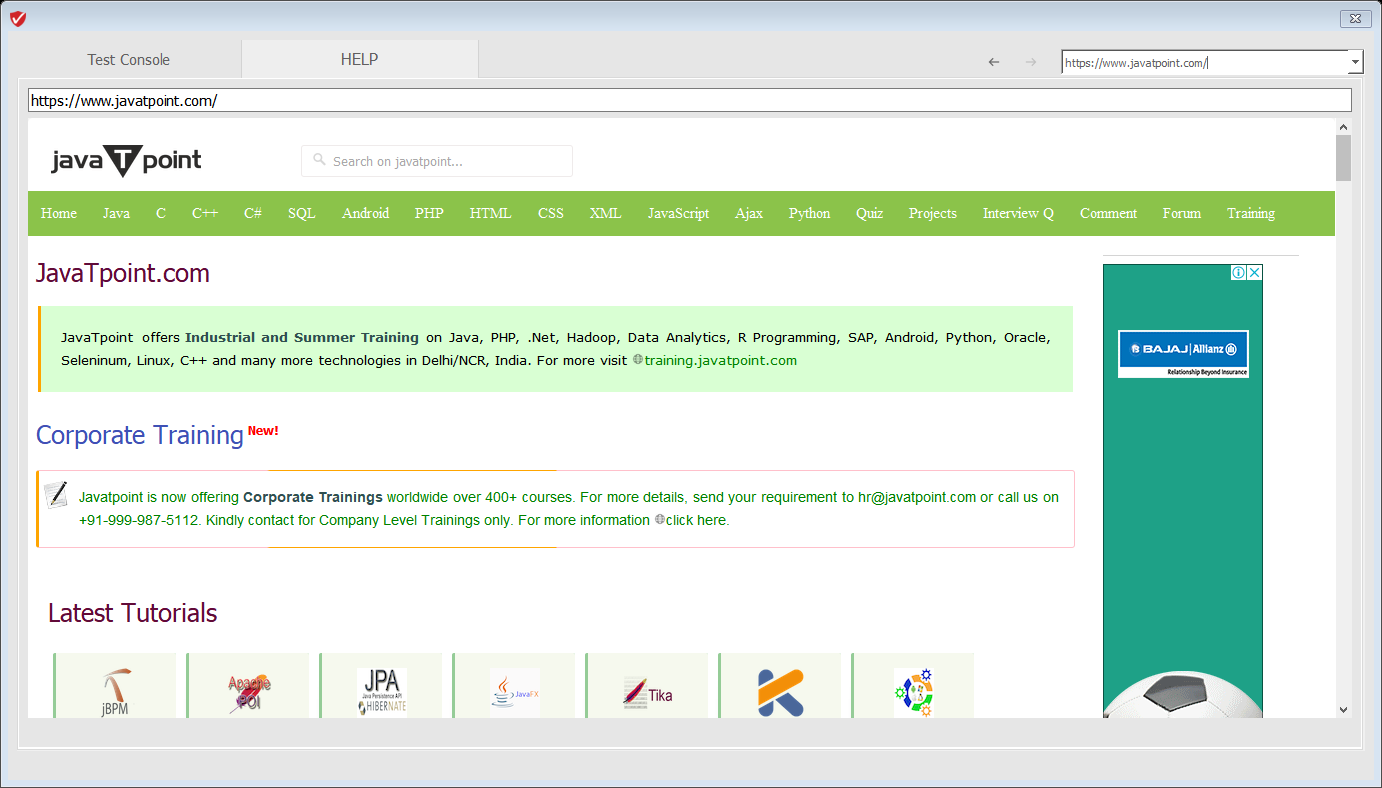 Test Console
HELP
https://www.javatpoint.com/
https://www.javatpoint.com/
javaTpoint
Search on javatpoint...
Home Java C C++ C# SQL Android PHP HTML CSS XML JavaScript Ajax Python Quiz Projects Interview Q Comment Forum Training
JavaTpoint.com
JavaTpoint offers Industrial and Summer Training on Java, PHP, .Net, Hadoop, Data Analytics, R Programming, SAP, Android, Python, Oracle,
Seleninum, Linux, C++ and many more technologies in Delhi/NCR, India. For more visit training.javatpoint.com
BAJAJ | Allianz
Relationship Beyond Insurance
Corporate Training New!
Javatpoint is now offering Corporate Trainings worldwide over 400+ courses. For more details, send your requirement to hr@javatpoint.com or call us on
+91-999-987-5112. Kindly contact for Company Level Trainings only. For more information click here.
Latest Tutorials
jBPM
Apache
POI
JPA
Java Persistence API
HIBERNATE
JavaFX
Tika